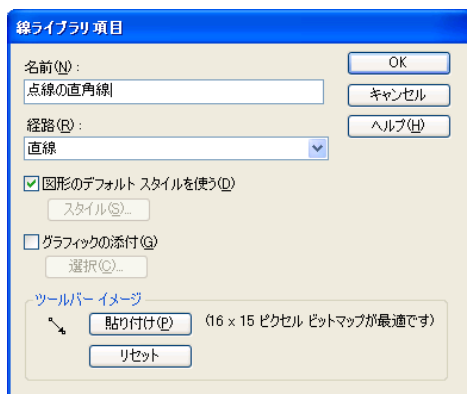 線ライブラリ項目
名前(N):
点線の直角線
OK
キャンセル
ヘルプ(H)
経路(R):
直線
図形のデフォルト スタイルを使う(D)
スタイル(S)...
グラフィックの添付(G)
選択(C)...
ツールバー イメージ
貼り付け(P) (16 x 15 ピクセル ビットマップが最適です)
リセット